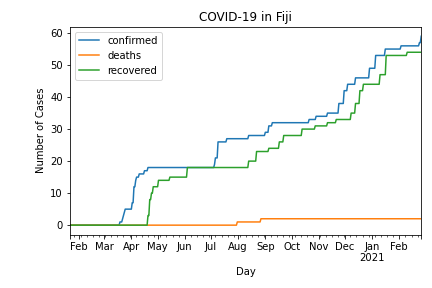 COVID-19 in Fiji
confirmed
deaths
recovered
Number of Cases
60
50
40
30
20
10
0
Feb Mar Apr May Jun Jul Aug Sep Oct Nov Dec Jan Feb
2021
Day